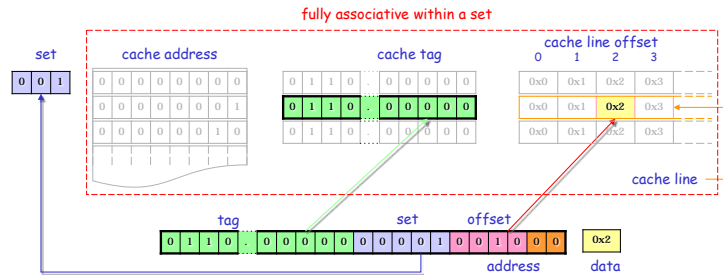 fully associative within a set
set cache address cache tag cache line offset
0 1 2 3
0 0 0 0 0 0 0 0 0 1 1 0 . 0 0 0 0 0 0x0 0x1 0x2 0x3
0 0 1 0 0 0 0 0 0 0 1 0 1 1 0 . 0 0 0 0 0 0x0 0x1 0x2 0x3
0 0 0 0 0 0 1 0 0 1 1 0 . 0 0 0 0 0 0x0 0x1 0x2 0x3
cache line
tag set offset
0 1 1 0 . 0 0 0 0 0 0 0 0 0 1 0 0 1 0 0 0 0x2
address data